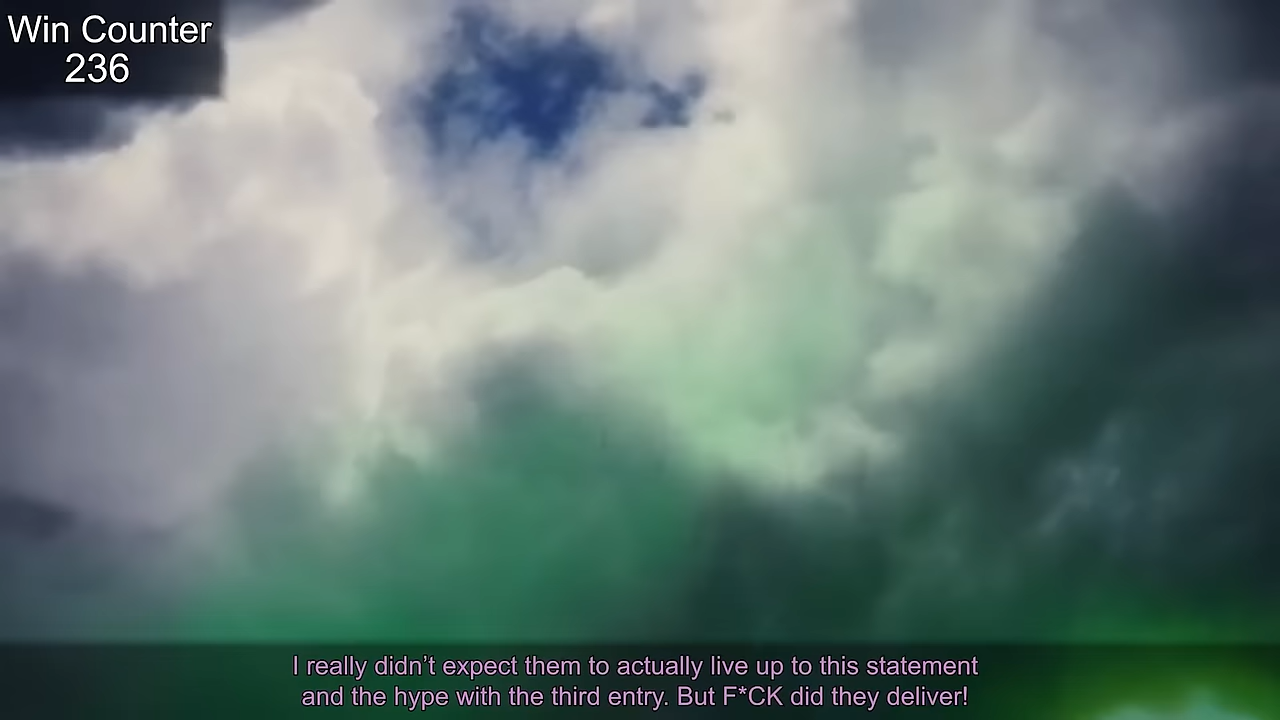 Win Counter
236
I really didn’t expect them to actually live up to this statement
and the hype with the third entry. But F*CK did they deliver!